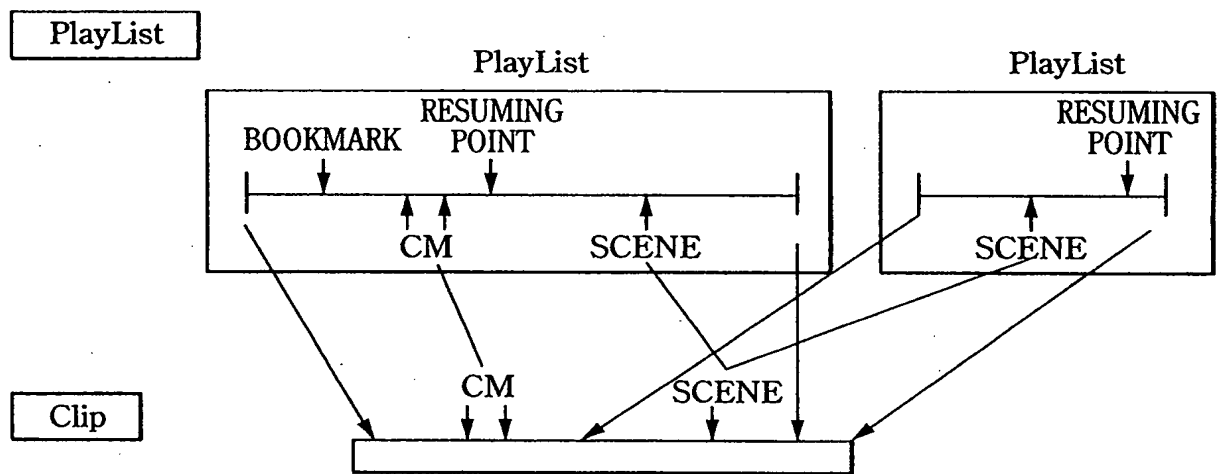 PlayList
PlayList
PlayList
RESUMING
POINT
BOOKMARK
CM
SCENE
RESUMING
POINT
SCENE
CM
SCENE
Clip